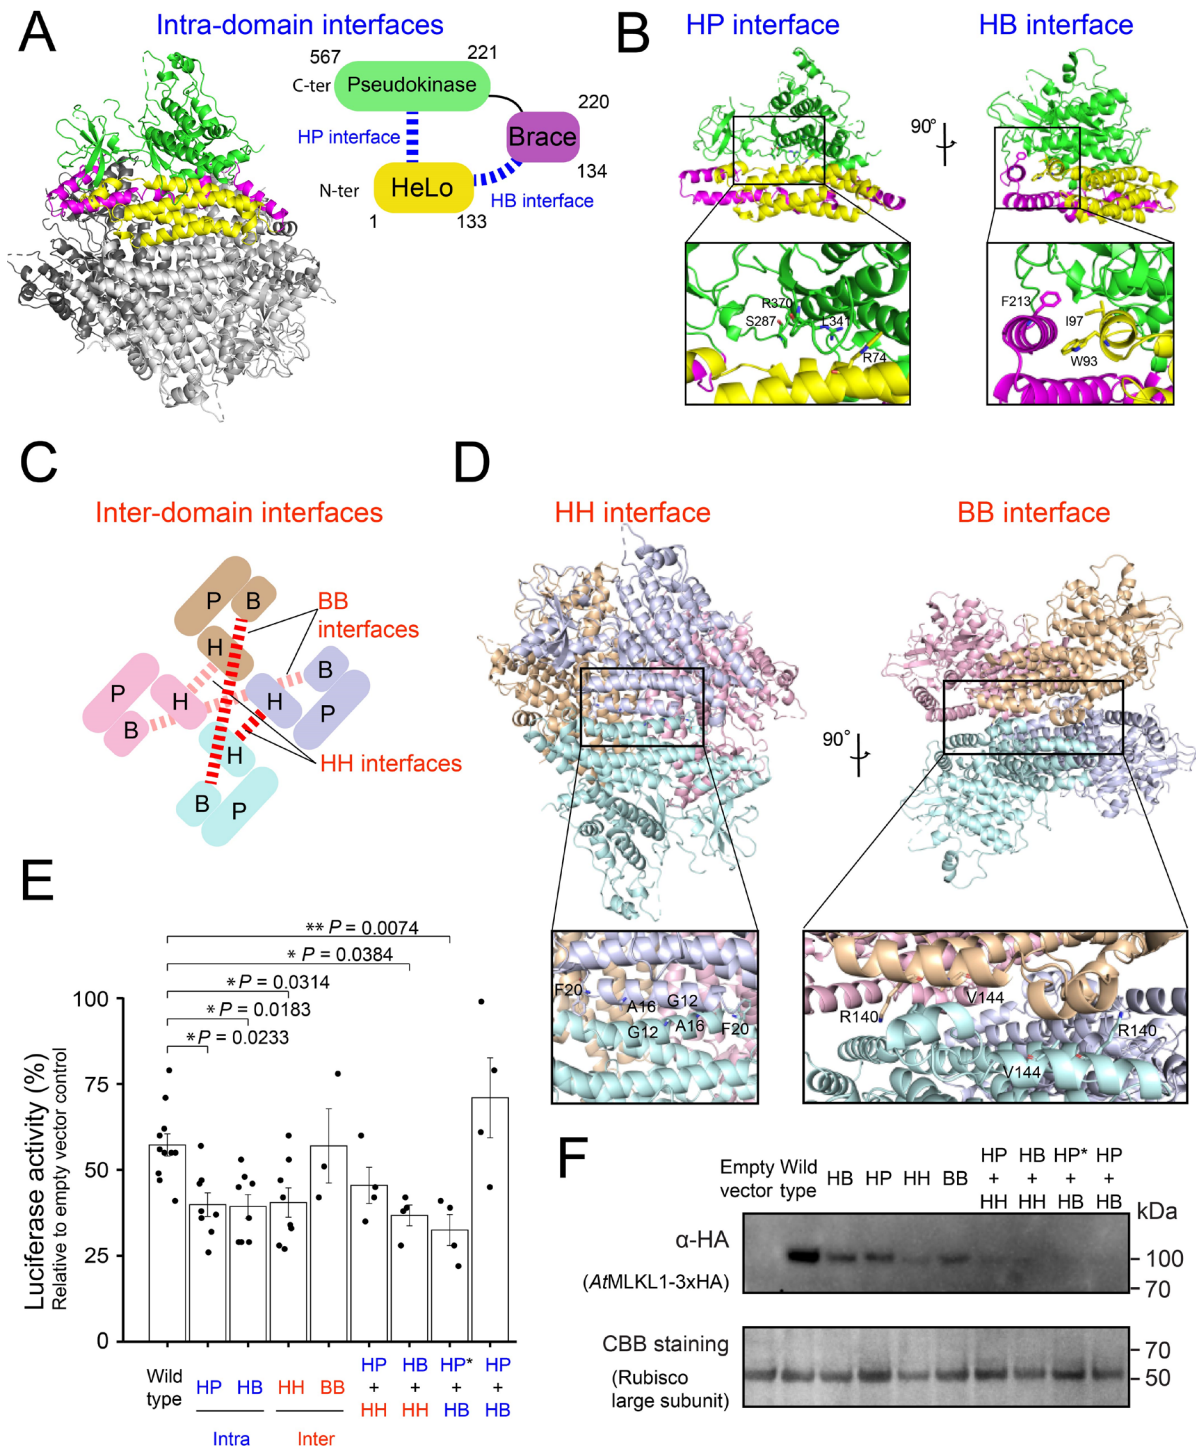 A
Intra-domain interfaces
567
221
C-ter
Pseudokinase
220
HP interface
Brace
134
N-ter
HeLo
HB interface
1
133
B
HP interface
HB interface
90°
R370
S287
L341
R74
F213
I97
W93
C
Inter-domain interfaces
P
B
BB
interfaces
H
B
P
H
H
P
B
H
HH interfaces
B
P
D
HH interface
BB interface
90°
F20
A16
G12
G12
A16
F20
V144
R140
R140
V144
E
** P = 0.0074
* P = 0.0384
* P = 0.0314
* P = 0.0183
* P = 0.0233
Luciferase activity (%)
Relative to empty vector control
100
75
50
25
0
Wild
type
HP
HB
HH
BB
HP
+
HH
HB
+
HH
HP*
+
HB
HP
+
HB
Intra
Inter
F
Empty
vector
Wild
type
HB
HP
HH
BB
HP
+
HH
HB
+
HH
HP*
+
HB
HP
+
HB
kDa
α-HA
(AtMLKL1-3xHA)
100
70
CBB staining
(Rubisco
large subunit)
70
50